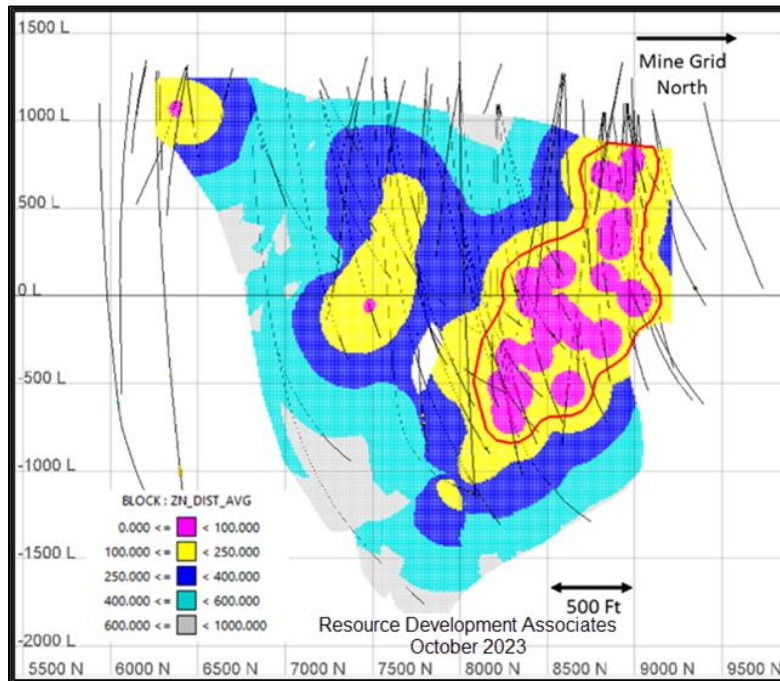 1500 L
Mine Grid
North
1000 L
500 L
0 L
-500 L
-1000 L
BLOCK : ZN_DIST_AVG
0.000 <= < 100.000
100.000 <= < 250.000
250.000 <= < 400.000
400.000 <= < 600.000
600.000 <= < 1000.000
-1500 L
500 Ft
Resource Development Associates
October 2023
-2000 L
5500 N 6000 N 6500 N 7000 N 7500 N 8000 N 8500 N 9000 N 9500 N